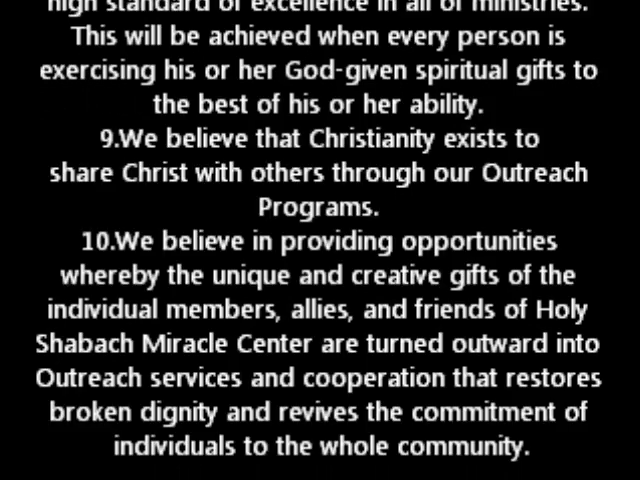 high standard of excellence in all of ministries.
This will be achieved when every person is
exercising his or her God-given spiritual gifts to
the best of his or her ability.
9.We believe that Christianity exists to
share Christ with others through our Outreach
Programs.
10.We believe in providing opportunities
whereby the unique and creative gifts of the
individual members, allies, and friends of Holy
Shabach Miracle Center are turned outward into
Outreach services and cooperation that restores
broken dignity and revives the commitment of
individuals to the whole community.